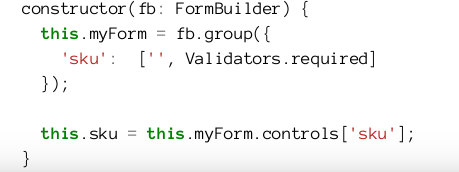 constructor(fb: FormBuilder) {
  this.myForm = fb.group({
    'sku':  ['', Validators.required]
  });
  this.sku = this.myForm.controls['sku'];
}